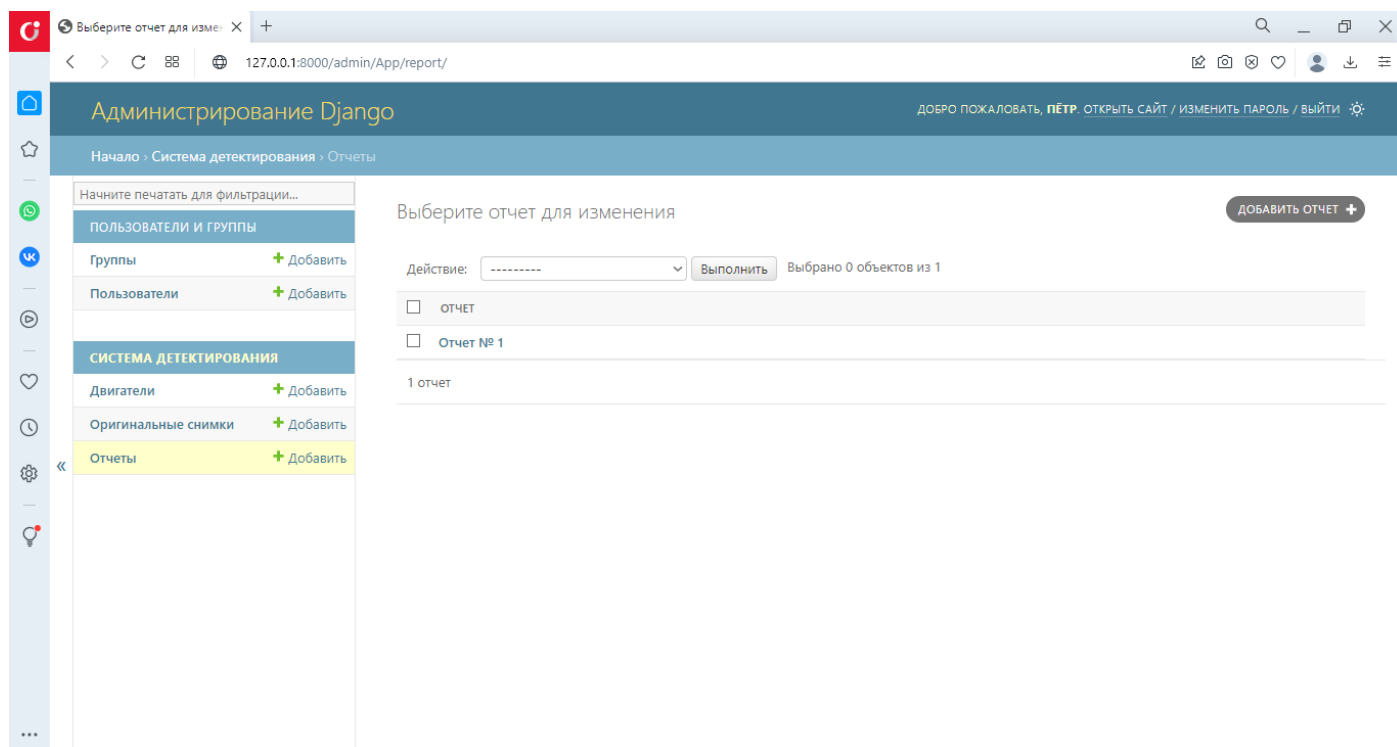 Выберите отчет для изме
127.0.0.1:8000/admin/App/report/
Администрирование Django
ДОБРО ПОЖАЛОВАТЬ, ПЁТР. ОТКРЫТЬ САЙТ / ИЗМЕНИТЬ ПАРОЛЬ / ВЫЙТИ
Начало › Система детектирования › Отчеты
Начните печатать для фильтрации...
ПОЛЬЗОВАТЕЛИ И ГРУППЫ
Группы + Добавить
Пользователи + Добавить
СИСТЕМА ДЕТЕКТИРОВАНИЯ
Двигатели + Добавить
Оригинальные снимки + Добавить
Отчеты + Добавить
«
Выберите отчет для изменения
ДОБАВИТЬ ОТЧЕТ +
Действие: --------- Выполнить Выбрано 0 объектов из 1
ОТЧЕТ
Отчет № 1
1 отчет